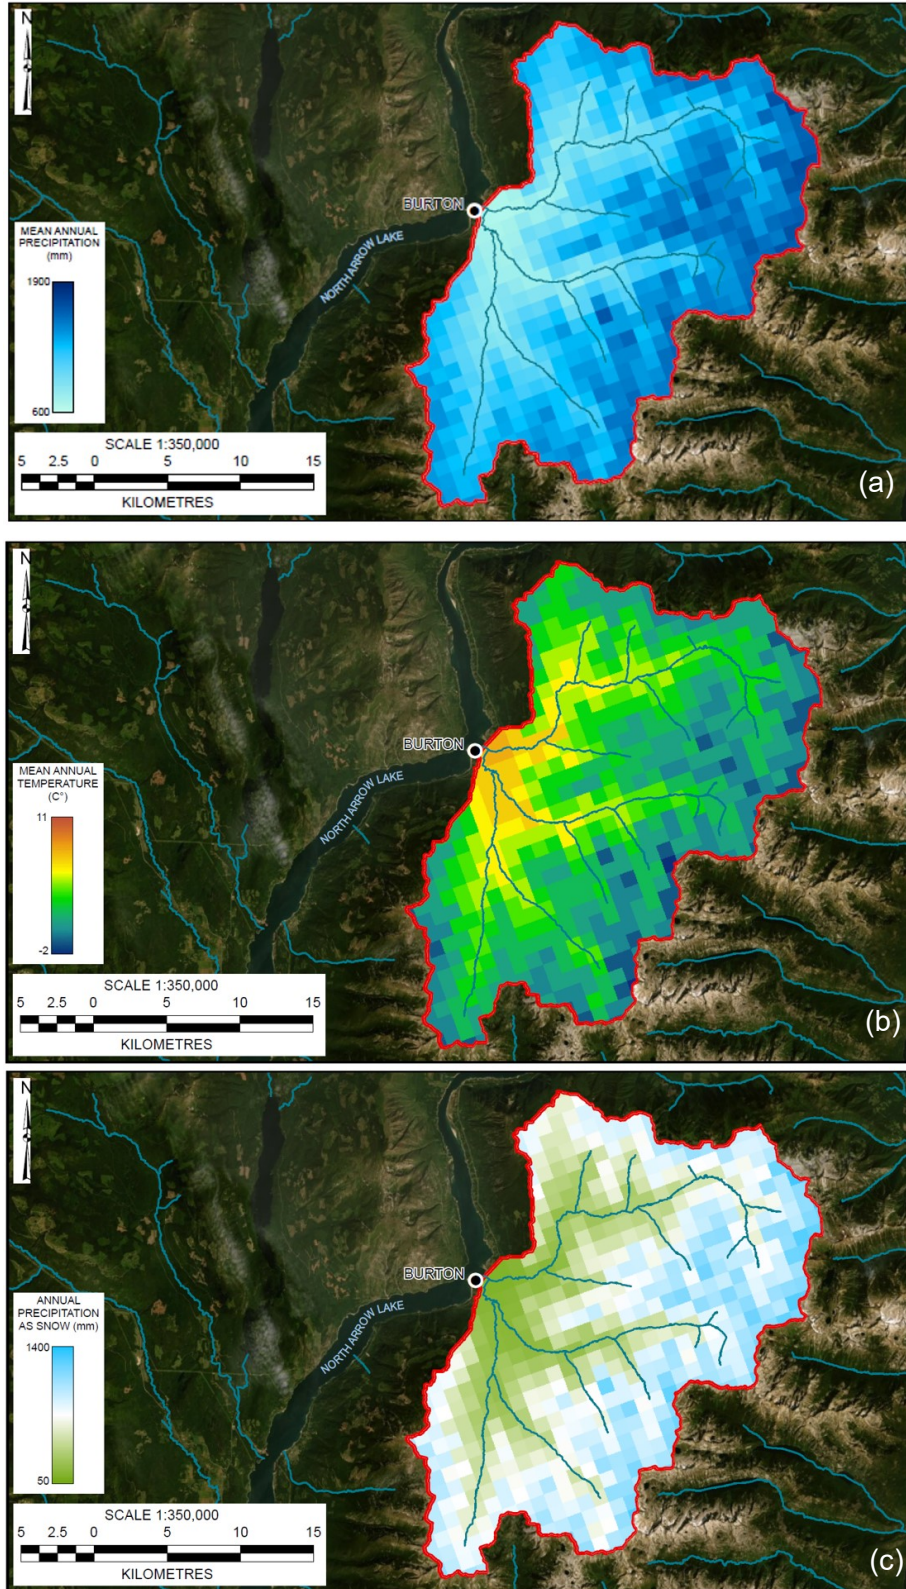 N
BURTON
NORTH ARROW LAKE
MEAN ANNUAL
PRECIPITATION
(mm)
1900
600
SCALE 1:350,000
5 2.5 0 5 10 15
KILOMETRES
(a)
N
BURTON
NORTH ARROW LAKE
MEAN ANNUAL
TEMPERATURE
(C°)
11
-2
SCALE 1:350,000
5 2.5 0 5 10 15
KILOMETRES
(b)
N
BURTON
NORTH ARROW LAKE
ANNUAL
PRECIPITATION
AS SNOW (mm)
1400
50
SCALE 1:350,000
5 2.5 0 5 10 15
KILOMETRES
(c)